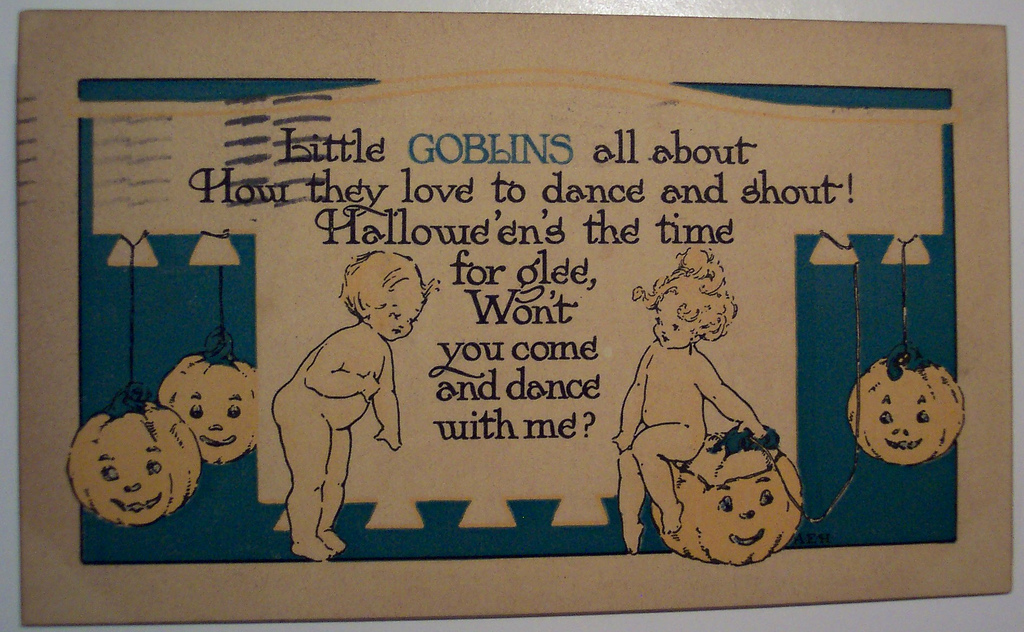 Little GOBLINS all about
How they love to dance and shout!
Hallowe'en's the time
for glee,
Won't
you come
and dance
with me?
AEH